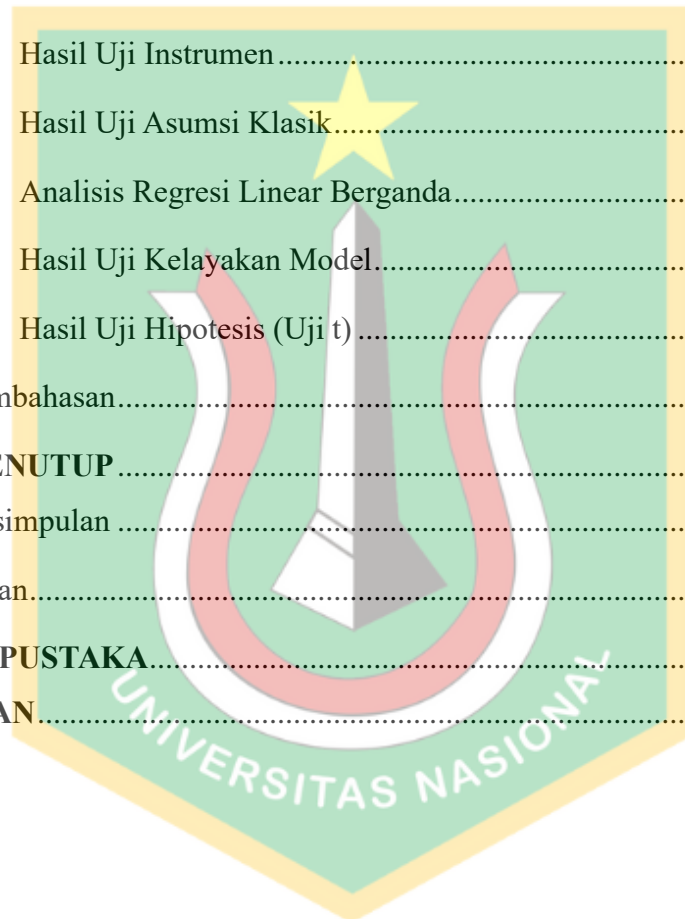 Hasil Uji Instrumen
Hasil Uji Asumsi Klasik
Analisis Regresi Linear Berganda
Hasil Uji Kelayakan Model
Hasil Uji Hipotesis (Uji t)
mbahasan
ENUTUP
simpulan
an
PUSTAKA
AN
UNIVERSITAS NASIONAL